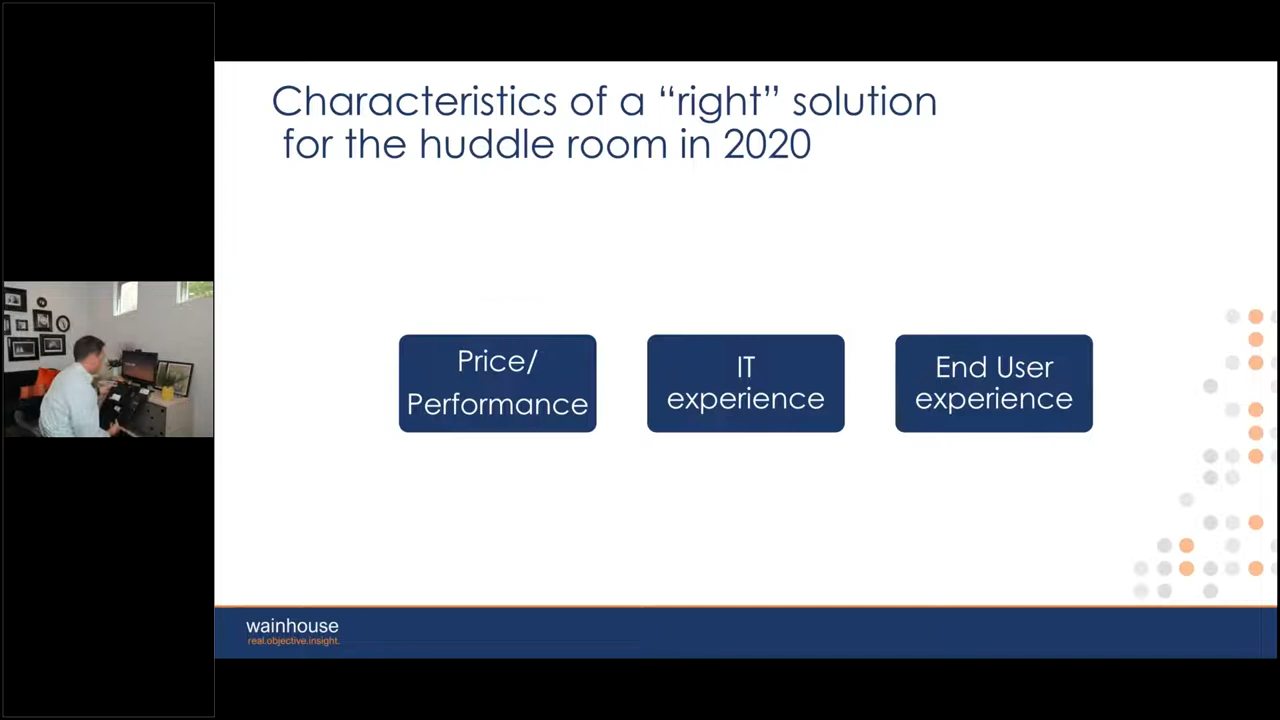 Characteristics of a “right” solution
for the huddle room in 2020
Price/
Performance
IT
experience
End User
experience
wainhouse
real.objective.insight.